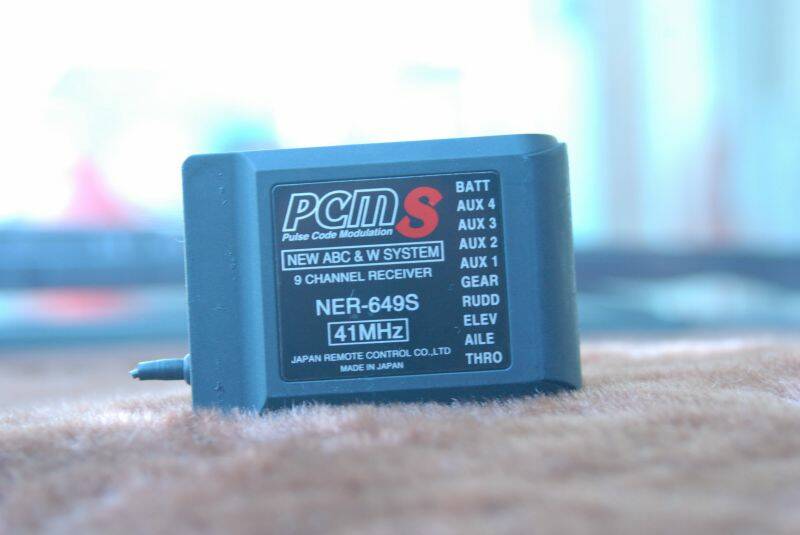 PCM S
Pulse Code Modulation
NEW ABC & W SYSTEM
9 CHANNEL RECEIVER
NER-649S
41MHz
JAPAN REMOTE CONTROL CO.,LTD
MADE IN JAPAN
BATT
AUX 4
AUX 3
AUX 2
AUX 1
GEAR
RUDD
ELEV
AILE
THRO